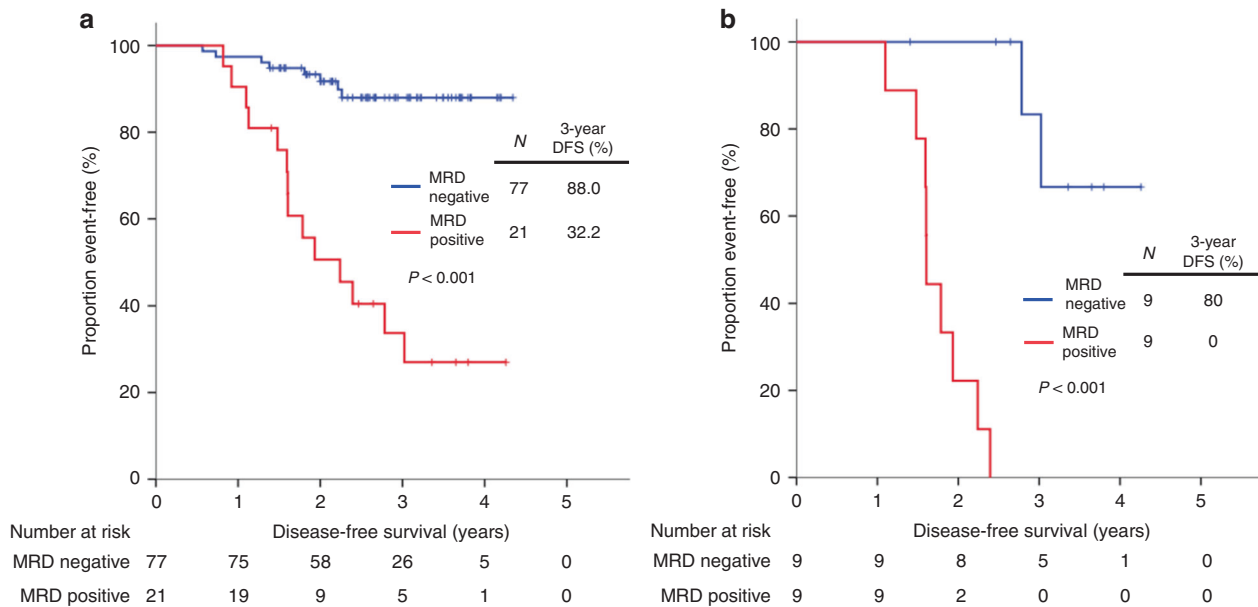 a
Proportion event-free (%)
100
80
60
40
20
0
N
3-year
DFS (%)
MRD
negative
77
88.0
MRD
positive
21
32.2
P < 0.001
0 1 2 3 4 5
Disease-free survival (years)
Number at risk
MRD negative 77 75 58 26 5 0
MRD positive 21 19 9 5 1 0
b
Proportion event-free (%)
100
80
60
40
20
0
N
3-year
DFS (%)
MRD
negative
9
80
MRD
positive
9
0
P < 0.001
0 1 2 3 4 5
Disease-free survival (years)
Number at risk
MRD negative 9 9 8 5 1 0
MRD positive 9 9 2 0 0 0